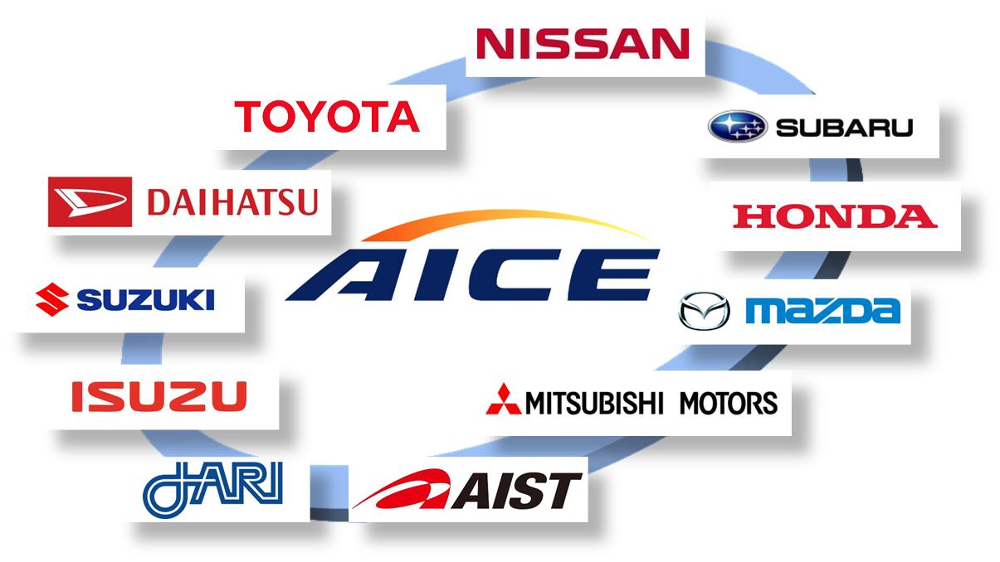 NISSAN
TOYOTA
SUBARU
DAIHATSU
HONDA
AICE
SUZUKI
mazda
ISUZU
MITSUBISHI MOTORS
JARI
AIST